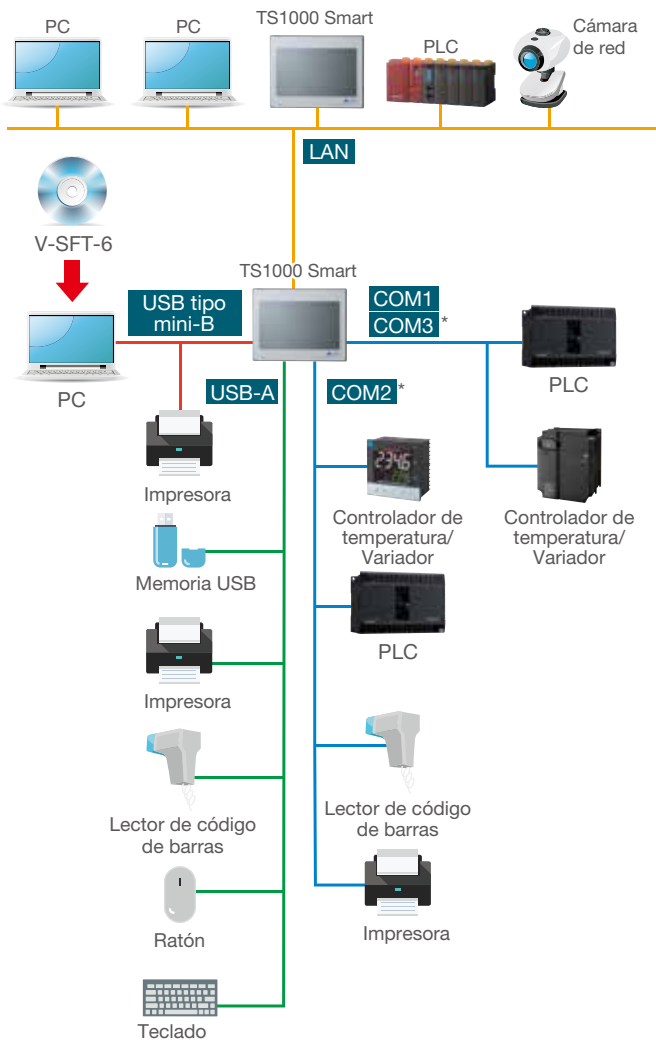 PC
PC
TS1000 Smart
PLC
Cámara
de red
LAN
V-SFT-6
TS1000 Smart
USB tipo
mini-B
COM1
COM3 *
PC
PLC
USB-A
COM2 *
Impresora
Controlador de
temperatura/
Variador
Controlador de
temperatura/
Variador
Memoria USB
PLC
Impresora
Lector de código
de barras
Lector de código
de barras
Ratón
Impresora
Teclado